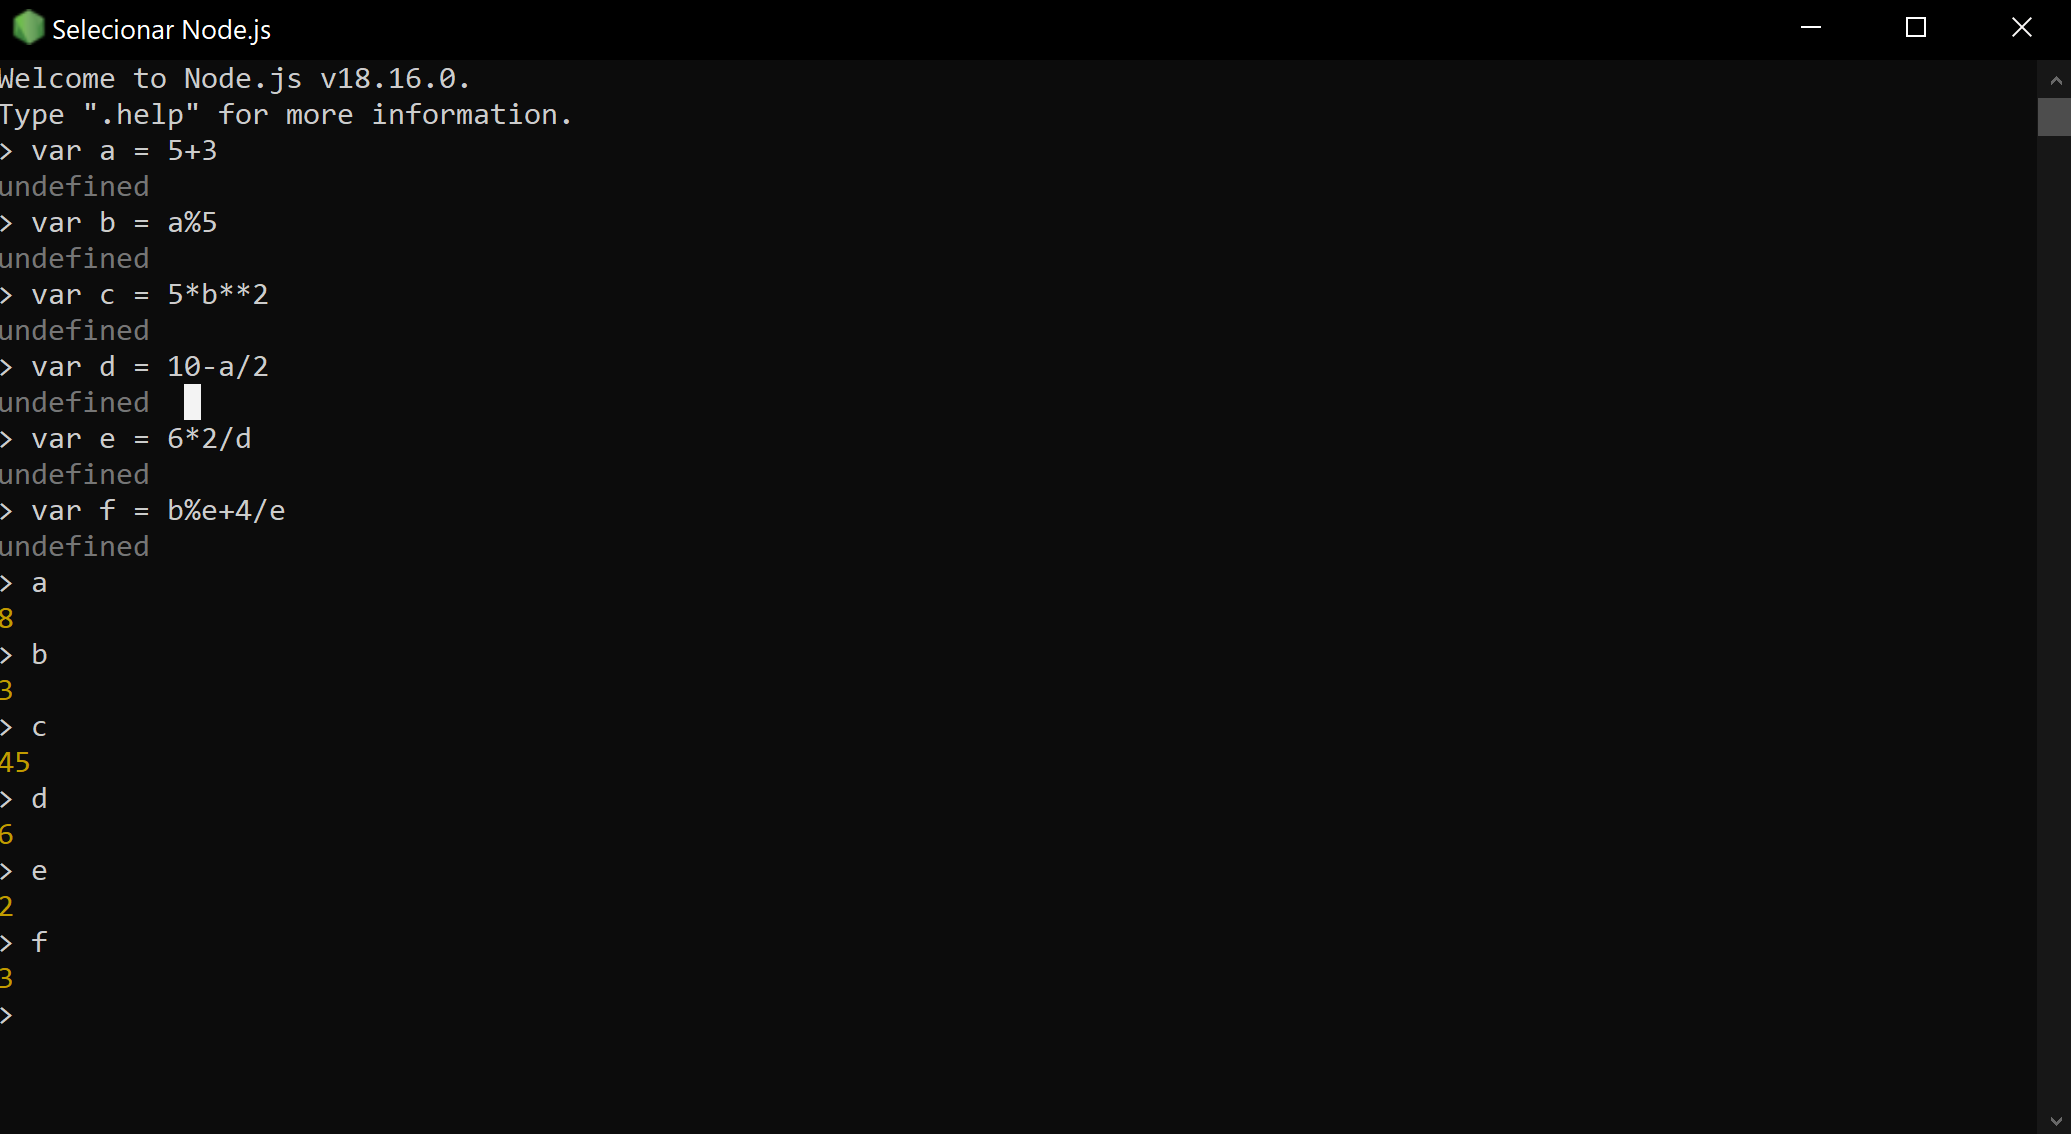 Selecionar Node.js
Welcome to Node.js v18.16.0.
Type ".help" for more information.
> var a = 5+3
undefined
> var b = a%5
undefined
> var c = 5*b**2
undefined
> var d = 10-a/2
undefined
> var e = 6*2/d
undefined
> var f = b%e+4/e
undefined
> a
8
> b
3
> c
45
> d
6
> e
2
> f
3
>